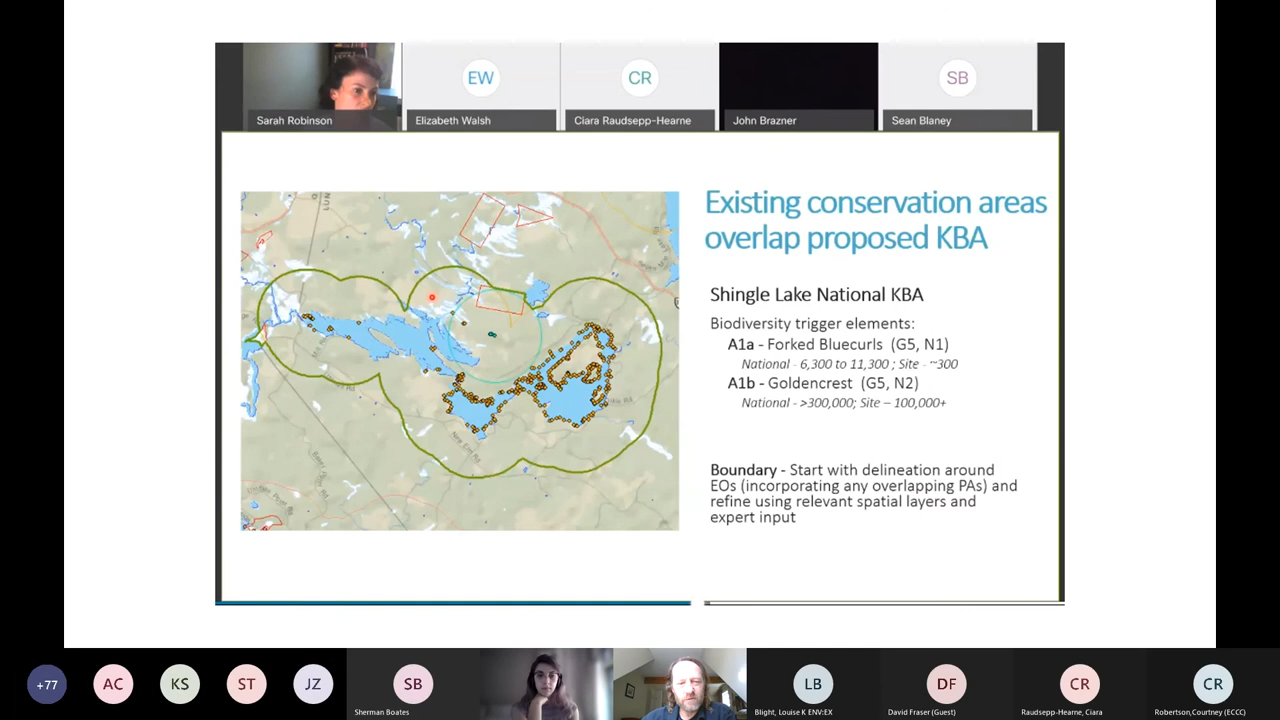 EW
CR
SB
Sarah Robinson
Elizabeth Walsh
Ciara Raudsepp-Hearne
John Brazner
Sean Blaney
Existing conservation areas
overlap proposed KBA
Shingle Lake National KBA
Biodiversity trigger elements:
A1a - Forked Bluecurls (G5, N1)
National - 6,300 to 11,300 ; Site - ~300
A1b - Goldencrest (G5, N2)
National - >300,000; Site – 100,000+
Boundary - Start with delineation around
EOs (incorporating any overlapping PAs) and
refine using relevant spatial layers and
expert input
+77
AC
KS
ST
JZ
SB
LB
DF
CR
CR
Sherman Boates
Blight, Louise K ENV:EX
David Fraser (Guest)
Raudsepp-Hearne, Ciara
Robertson,Courtney (ECCC)